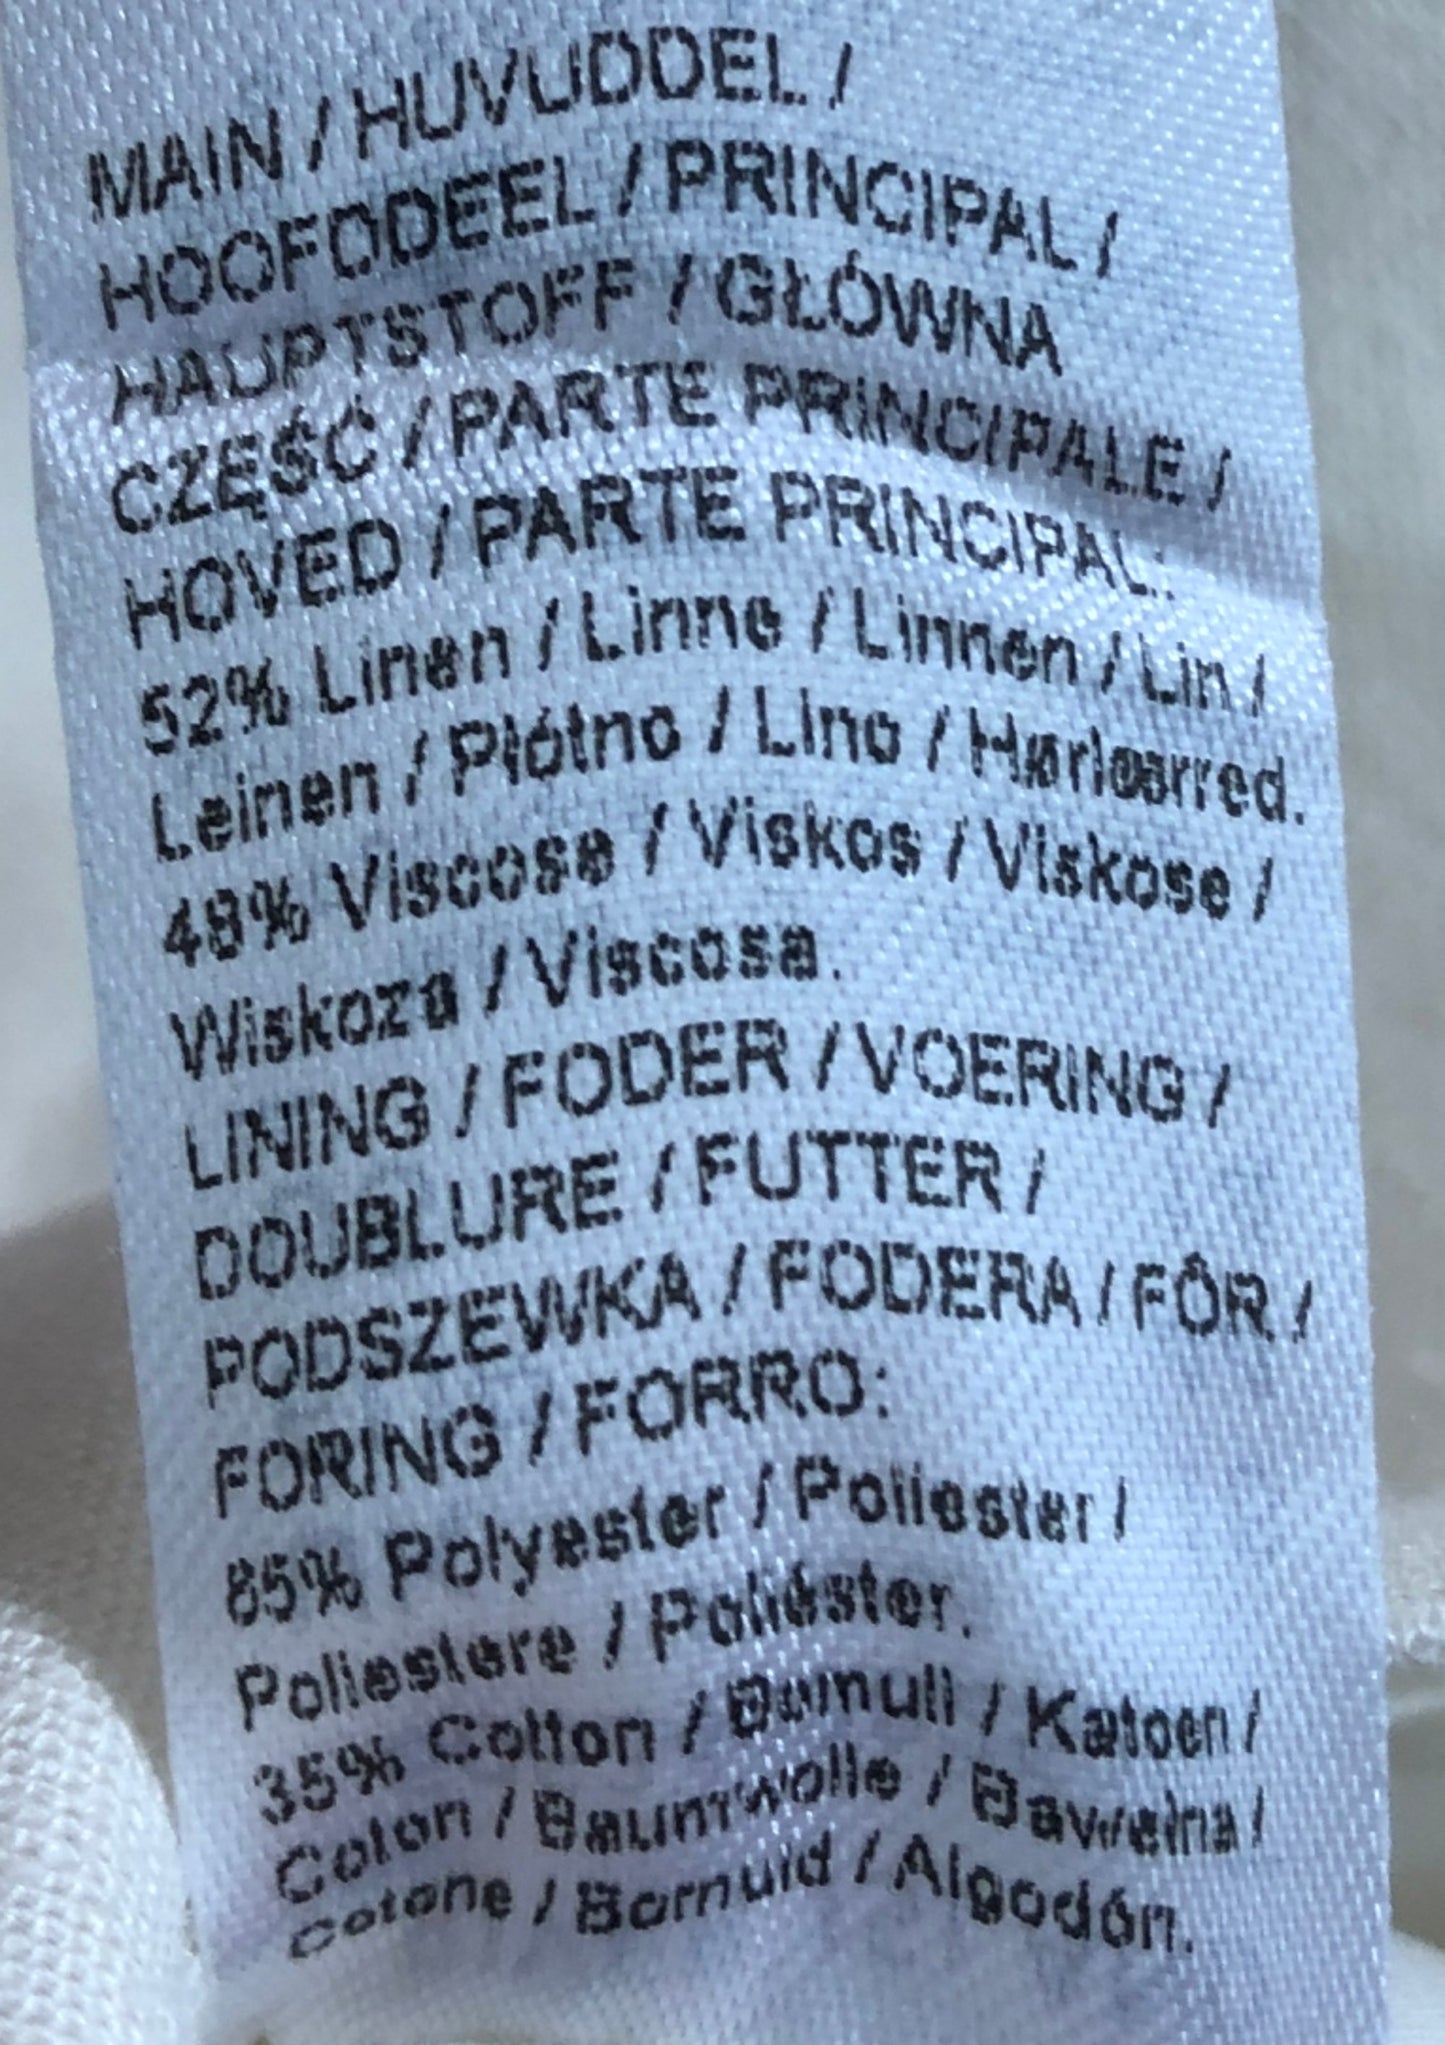 MAIN / HUVUDDEL /
HOOFDDEEL / PRINCIPAL /
HAUPTSTOFF / GŁÓWNA
CZĘŚĆ / PARTE PRINCIPALE /
HOVED / PARTE PRINCIPAL:
52% Linen / Linne / Linnen / Lin /
Leinen / Płótno / Lino / Hørlærred.
48% Viscose / Viskos / Viskose /
Wiskoza / Viscosa.
LINING / FODER / VOERING /
DOUBLURE / FUTTER /
PODSZEWKA / FODERA / FÔR /
FORING / FORRO:
65% Polyester / Poliester /
Poliestere / Poliéster.
35% Cotton / Bomull / Katoen /
Coton / Baumwolle / Bawełna /
Cotone / Bomuld / Algodón.